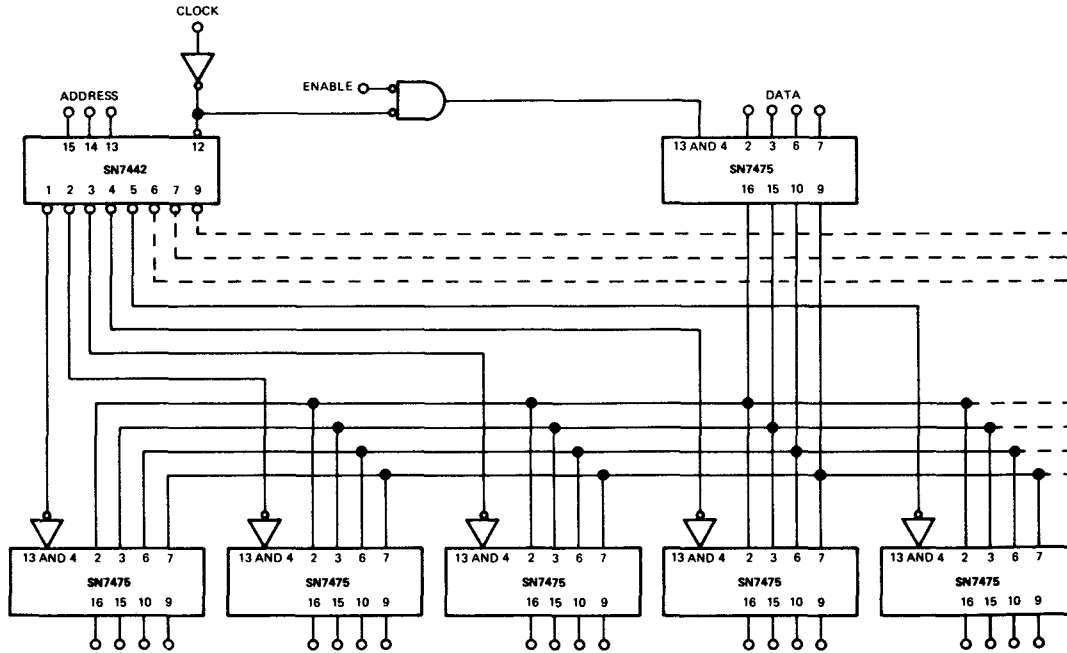 CLOCK
ENABLE
ADDRESS
DATA
15 14 13 12
13 AND 4 2 3 6 7
SN7442
SN7475
1 2 3 4 5 6 7 9
16 15 10 9
13 AND 4 2 3 6 7
13 AND 4 2 3 6 7
13 AND 4 2 3 6 7
13 AND 4 2 3 6 7
13 AND 4 2 3 6 7
SN7475
SN7475
SN7475
SN7475
SN7475
16 15 10 9
16 15 10 9
16 15 10 9
16 15 10 9
16 15 10 9